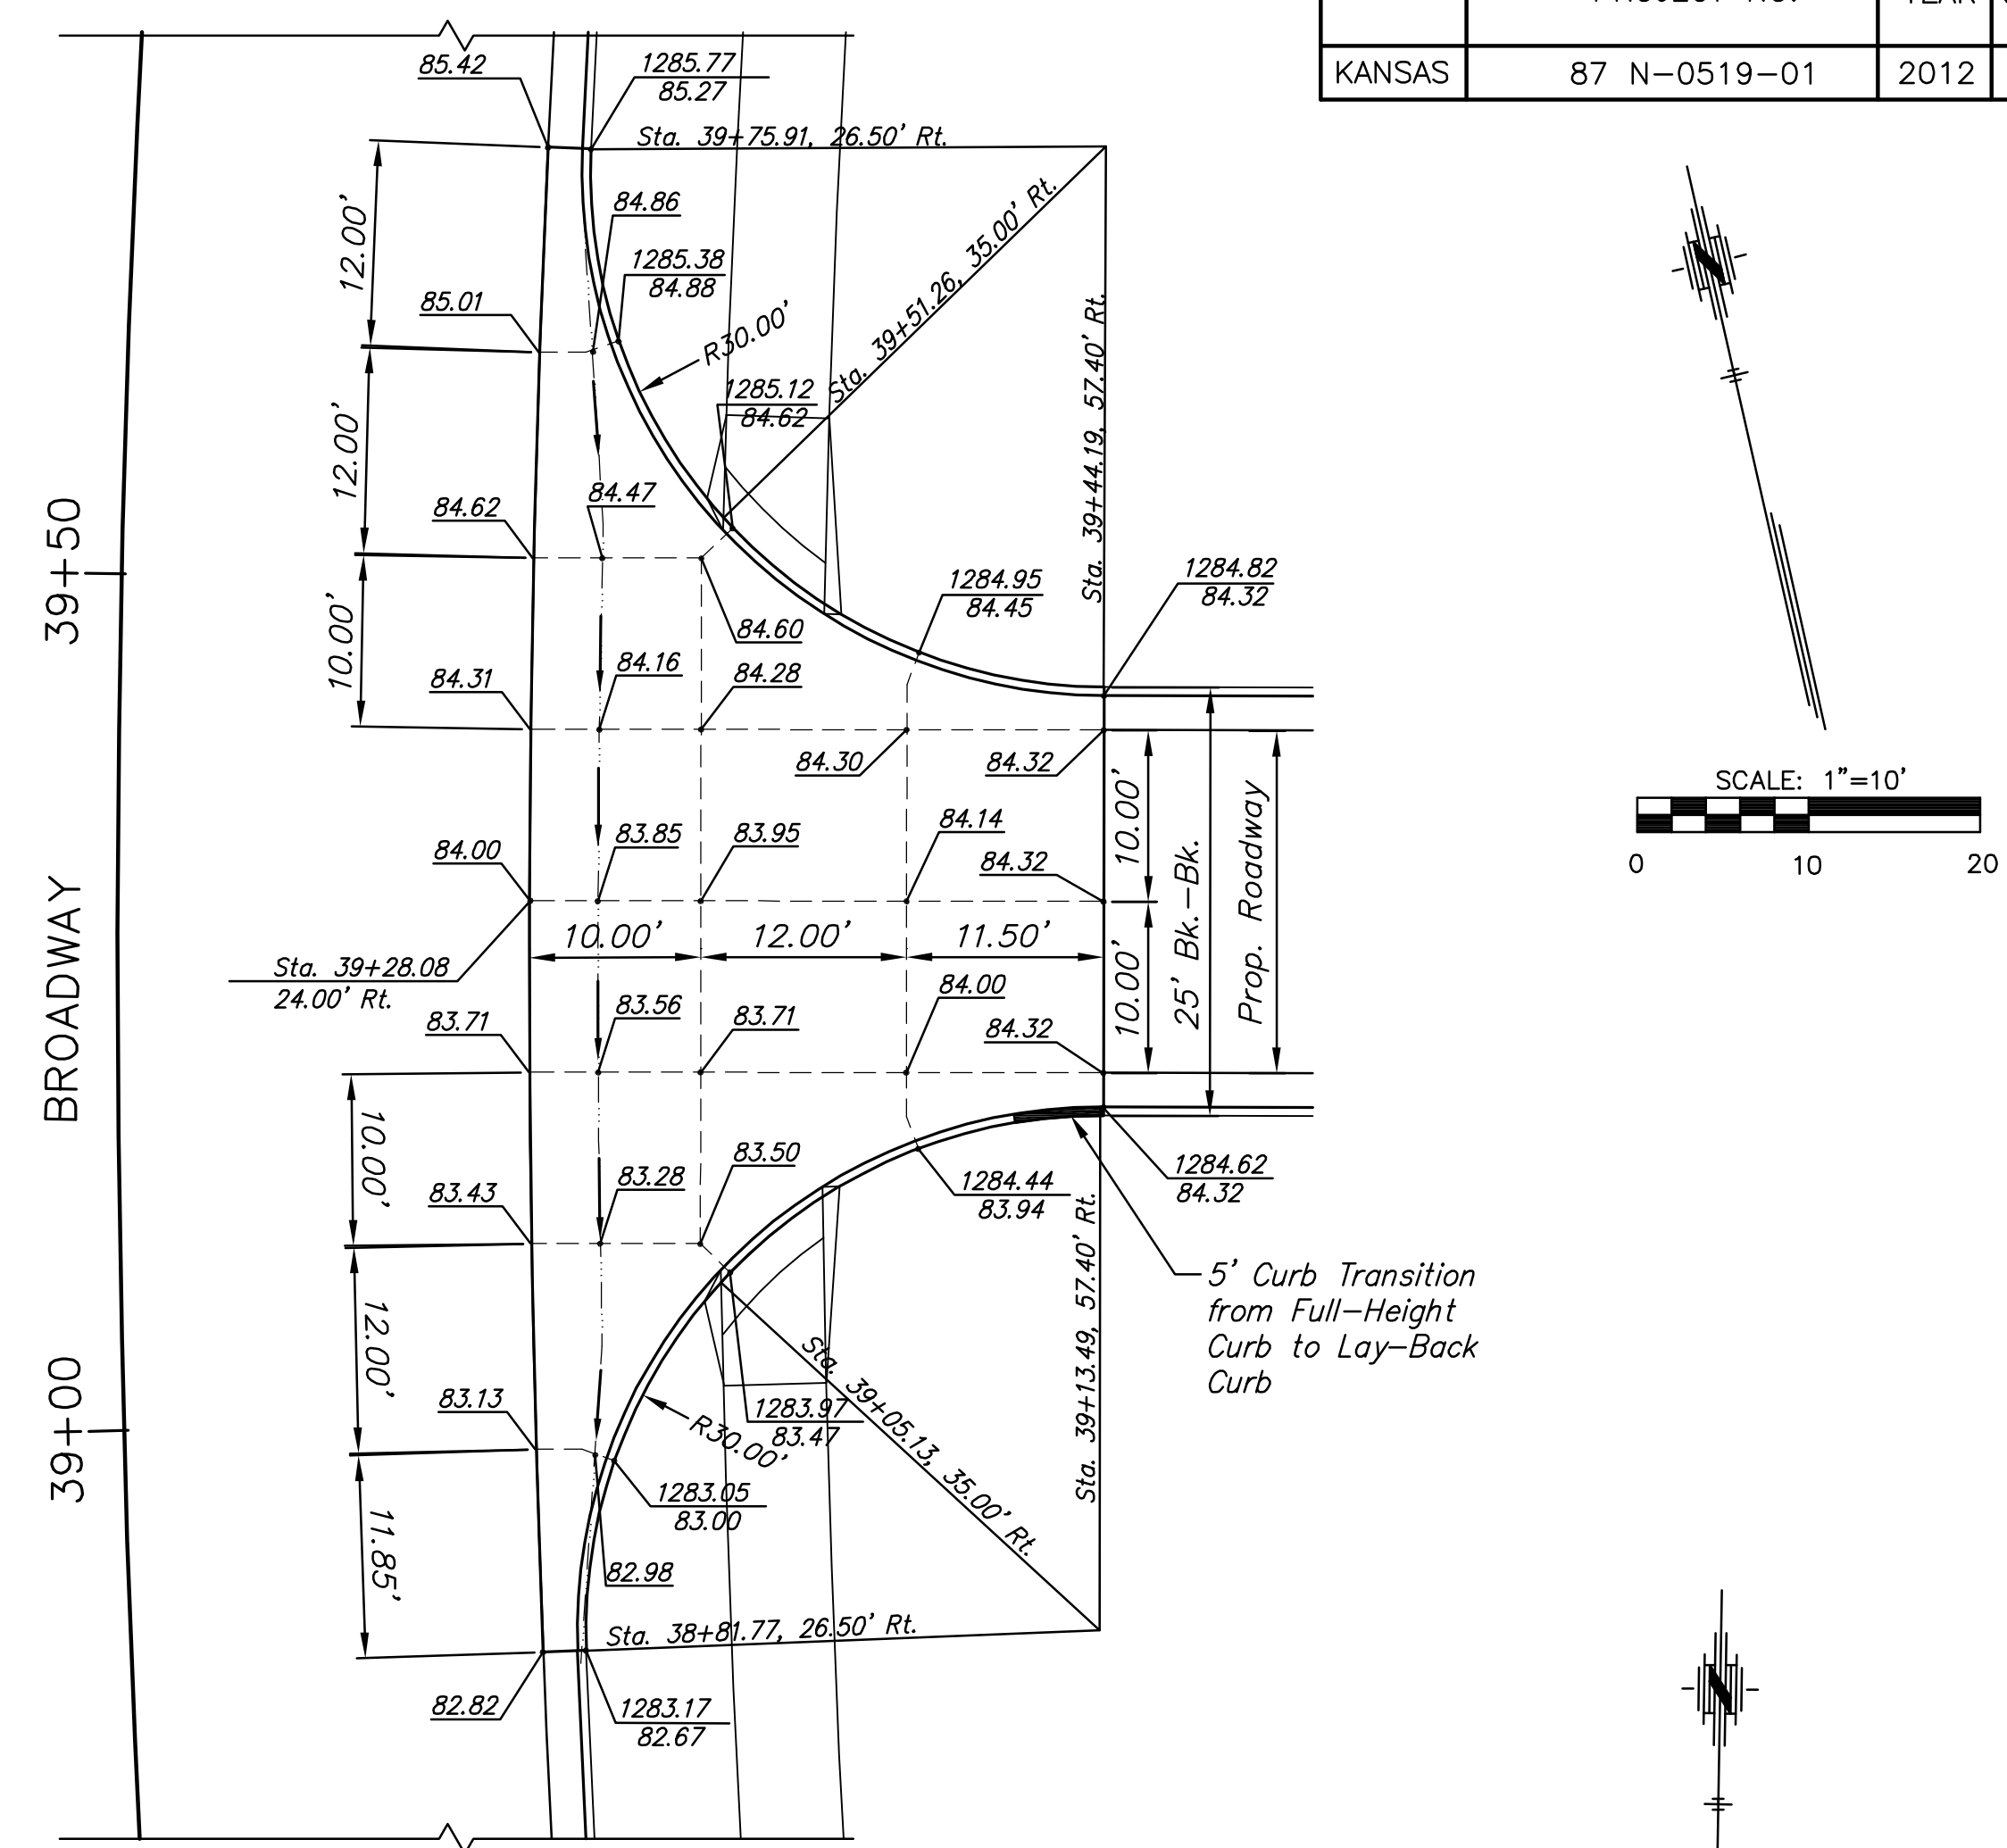 YEAR
KANSAS 87 N-0519-01 2012
85.42
1285.77
85.27
Sta. 39+75.91, 26.50' Rt.
12.00'
84.86
1285.38
84.88
Sta. 39+51.26, 35.00' Rt.
85.01
R30.00'
Sta. 39+44.19, 57.40' Rt.
1285.12
84.62
12.00'
84.47
84.62
39+50
1284.95
84.45
1284.82
84.32
10.00'
84.60
84.31
84.16
84.28
84.30
84.32
SCALE: 1"=10'
0 10 20
10.00'
25' Bk.-Bk.
Prop. Roadway
84.00
83.85
83.95
84.14
84.32
BROADWAY
10.00'
12.00'
11.50'
10.00'
Sta. 39+28.08
24.00' Rt.
83.71
83.56
83.71
84.00
84.32
10.00'
83.43
83.28
83.50
1284.44
83.94
1284.62
84.32
Sta. 39+13.49, 57.40' Rt.
5' Curb Transition
from Full-Height
Curb to Lay-Back
Curb
12.00'
39+00
83.13
R30.00'
1283.97
83.47
Sta. 39+05.13, 35.00' Rt.
1283.05
83.00
11.85'
82.98
Sta. 38+81.77, 26.50' Rt.
82.82
1283.17
82.67